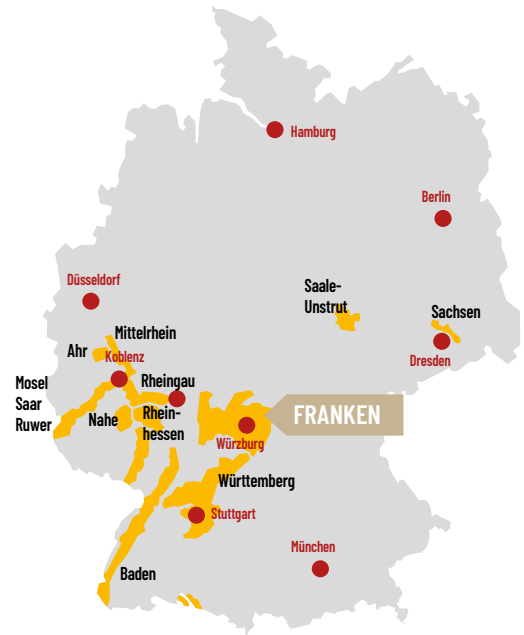 Hamburg
Berlin
Düsseldorf
Saale-
Unstrut
Sachsen
Mittelrhein
Ahr
Koblenz
Dresden
Mosel
Saar
Ruwer
Rheingau
Nahe
Rhein-
hessen
FRANKEN
Würzburg
Württemberg
Stuttgart
München
Baden